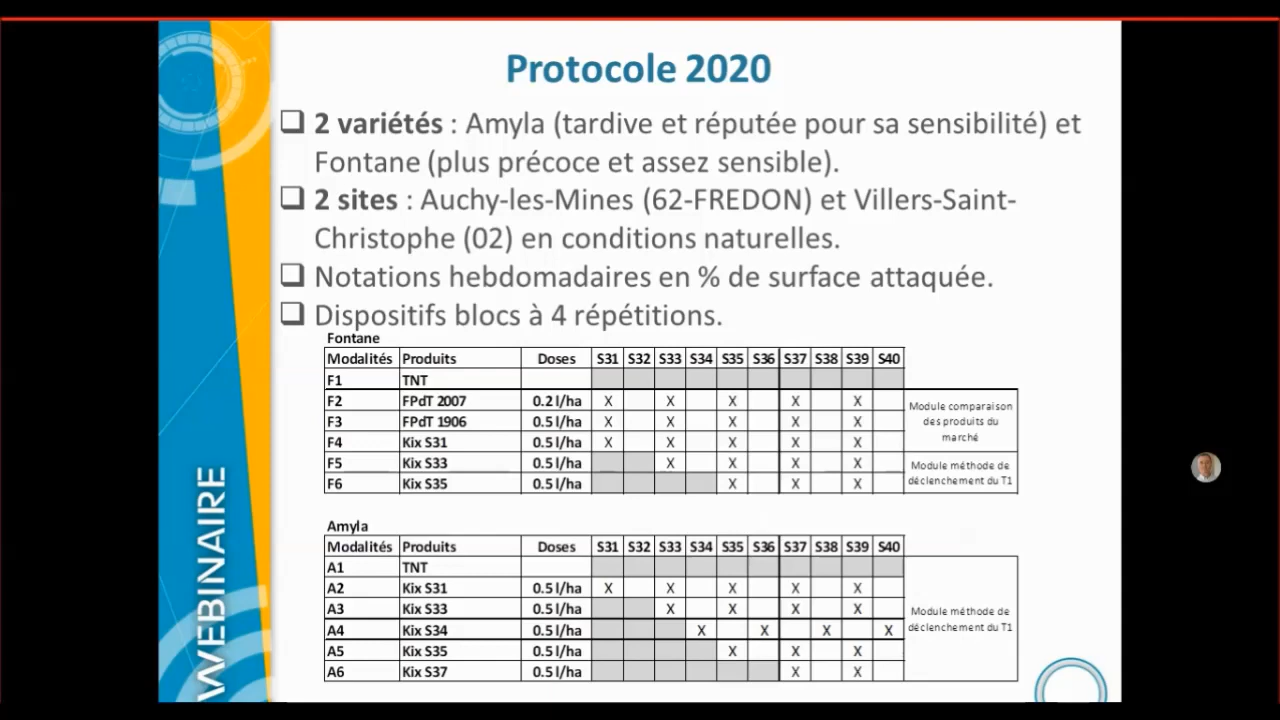 Protocole 2020
❑ 2 variétés : Amyla (tardive et réputée pour sa sensibilité) et
Fontane (plus précoce et assez sensible).
❑ 2 sites : Auchy-les-Mines (62-FREDON) et Villers-Saint-
Christophe (02) en conditions naturelles.
❑ Notations hebdomadaires en % de surface attaquée.
❑ Dispositifs blocs à 4 répétitions.
Fontane
Modalités Produits Doses S31 S32 S33 S34 S35 S36 S37 S38 S39 S40
F1 TNT
F2 FPdT 2007 0.2 l/ha X X X X X
F3 FPdT 1906 0.5 l/ha X X X X X
F4 Kix S31 0.5 l/ha X X X X X
Module comparaison
des produits du
marché
F5 Kix S33 0.5 l/ha X X X X
F6 Kix S35 0.5 l/ha X X X
Module méthode de
déclenchement du T1
Amyla
Modalités Produits Doses S31 S32 S33 S34 S35 S36 S37 S38 S39 S40
A1 TNT
A2 Kix S31 0.5 l/ha X X X X X
A3 Kix S33 0.5 l/ha X X X X
A4 Kix S34 0.5 l/ha X X X X
A5 Kix S35 0.5 l/ha X X X
A6 Kix S37 0.5 l/ha X X
Module méthode de
déclenchement du T1
WEBINAIRE